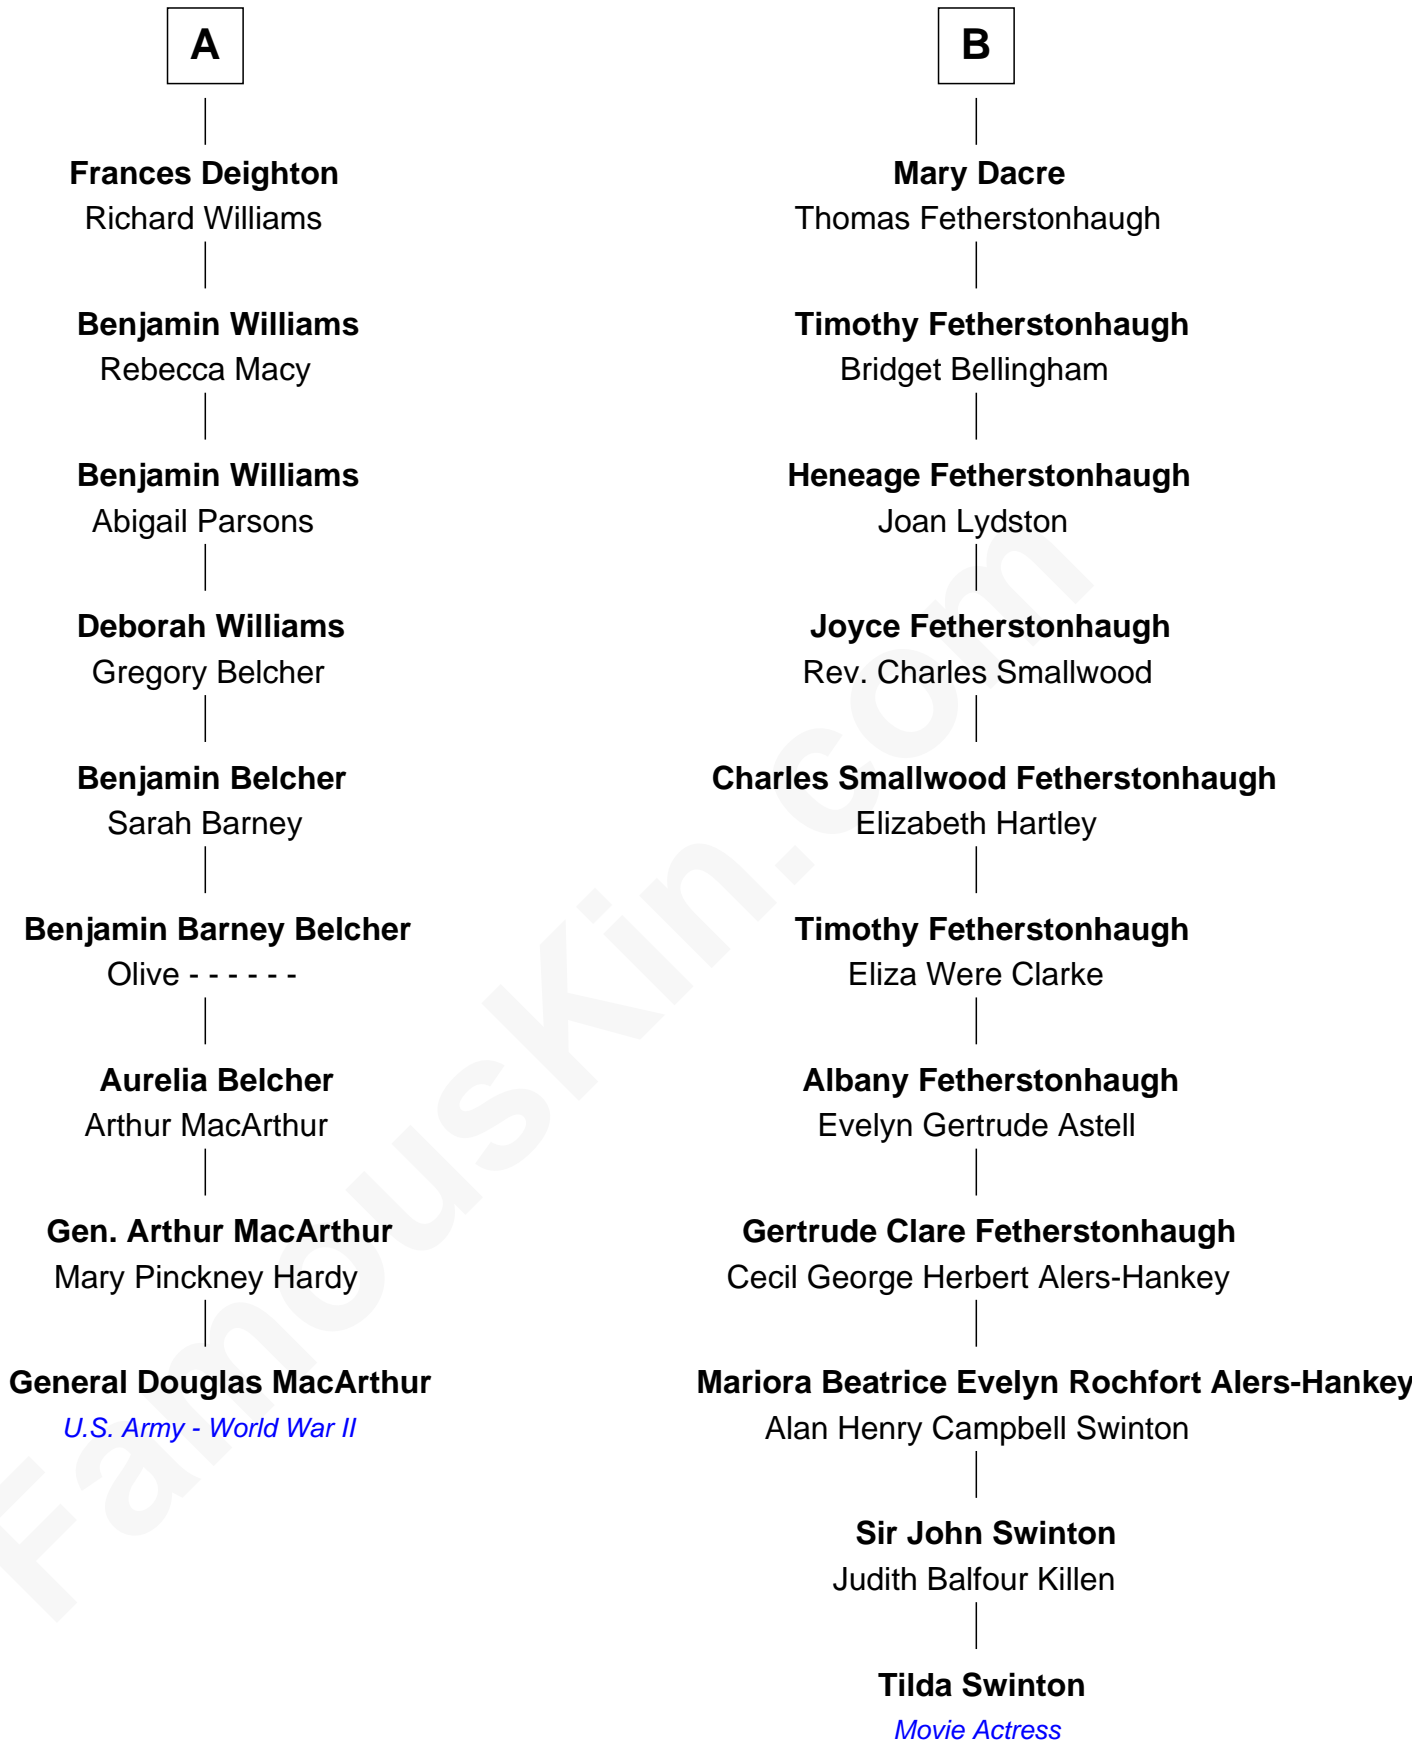 A
Frances Deighton
Richard Williams
Benjamin Williams
Rebecca Macy
Benjamin Williams
Abigail Parsons
Deborah Williams
Gregory Belcher
Benjamin Belcher
Sarah Barney
Benjamin Barney Belcher
Olive - - - - - -
Aurelia Belcher
Arthur MacArthur
Gen. Arthur MacArthur
Mary Pinckney Hardy
General Douglas MacArthur
U.S. Army - World War II
B
Mary Dacre
Thomas Fetherstonhaugh
Timothy Fetherstonhaugh
Bridget Bellingham
Heneage Fetherstonhaugh
Joan Lydston
Joyce Fetherstonhaugh
Rev. Charles Smallwood
Charles Smallwood Fetherstonhaugh
Elizabeth Hartley
Timothy Fetherstonhaugh
Eliza Were Clarke
Albany Fetherstonhaugh
Evelyn Gertrude Astell
Gertrude Clare Fetherstonhaugh
Cecil George Herbert Alers-Hankey
Mariora Beatrice Evelyn Rochfort Alers-Hankey
Alan Henry Campbell Swinton
Sir John Swinton
Judith Balfour Killen
Tilda Swinton
Movie Actress
FamousKin.com